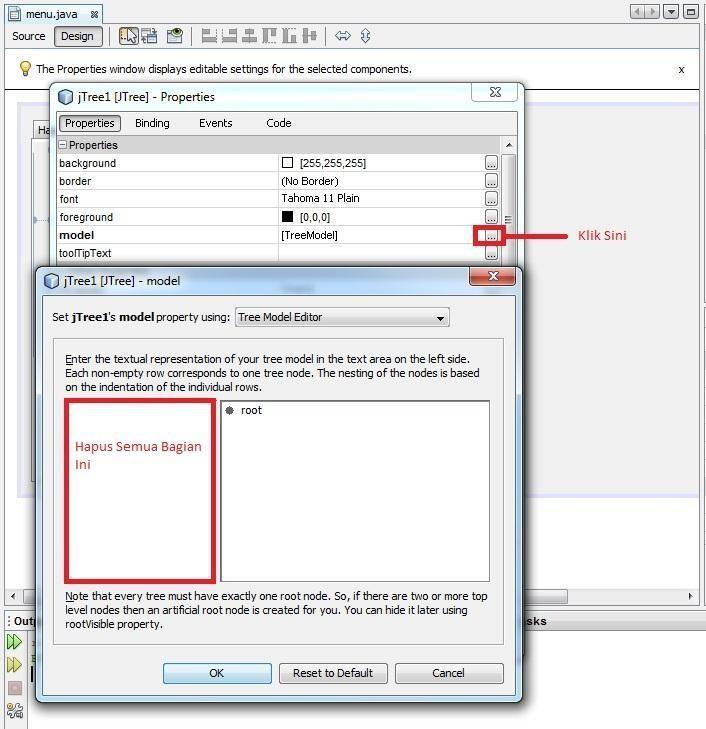 menu.java
Source Design
The Properties window displays editable settings for the selected components. x
jTree1 [JTree] - Properties
Ha
Properties Binding Events Code
Properties
background [255,255,255] ...
border (No Border) ...
font Tahoma 11 Plain ...
foreground [0,0,0] ...
model [TreeModel] ... Klik Sini
toolTipText ...
jTree1 [JTree] - model
Set jTree1's model property using: Tree Model Editor
Enter the textual representation of your tree model in the text area on the left side.
Each non-empty row corresponds to one tree node. The nesting of the nodes is based
on the indentation of the individual rows.
root
Hapus Semua Bagian
Ini
Note that every tree must have exactly one root node. So, if there are two or more top
level nodes then an artificial root node is created for you. You can hide it later using
rootVisible property.
OK Reset to Default Cancel
: Outp
sks